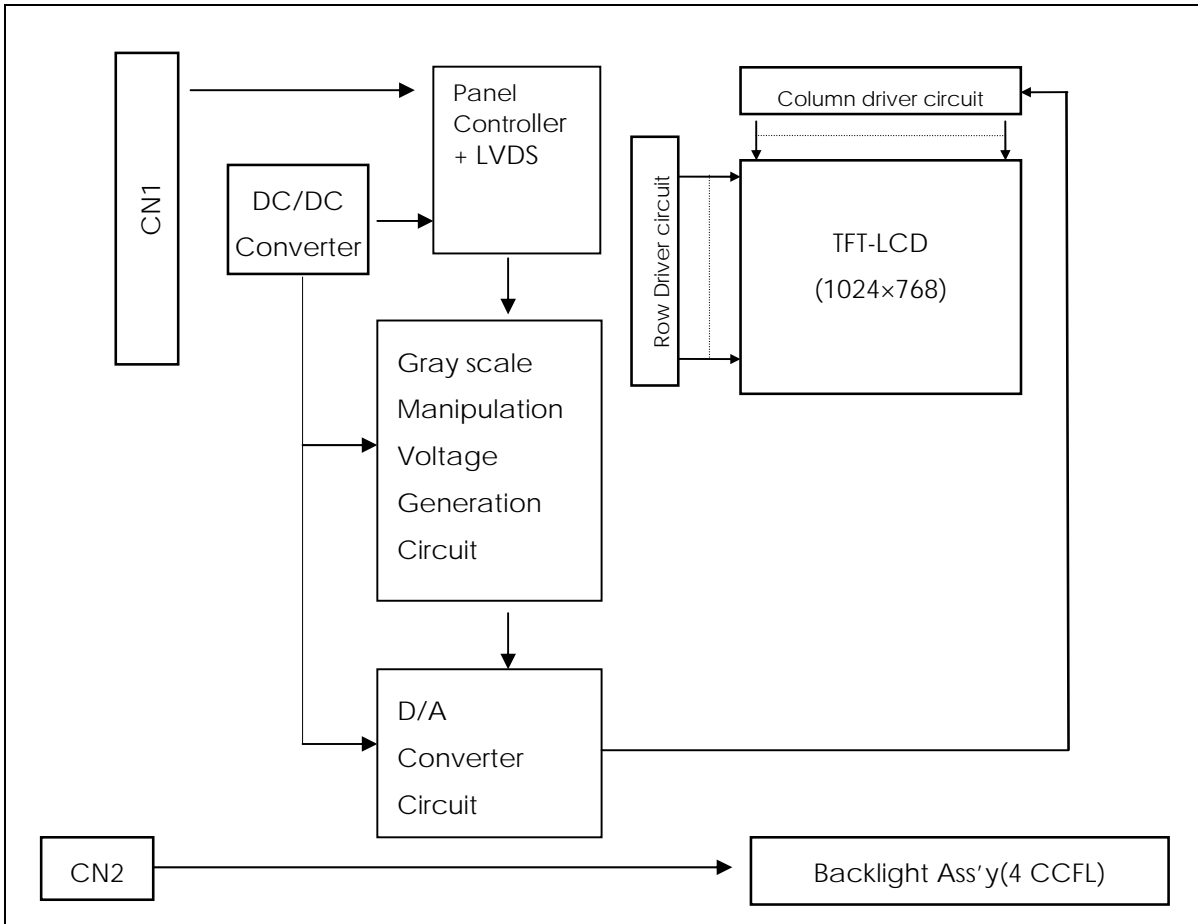 CN1
Panel
Controller
+ LVDS
DC/DC
Converter
Column driver circuit
Row Driver circuit
TFT-LCD
(1024×768)
Gray scale
Manipulation
Voltage
Generation
Circuit
D/A
Converter
Circuit
CN2
Backlight Ass'y(4 CCFL)